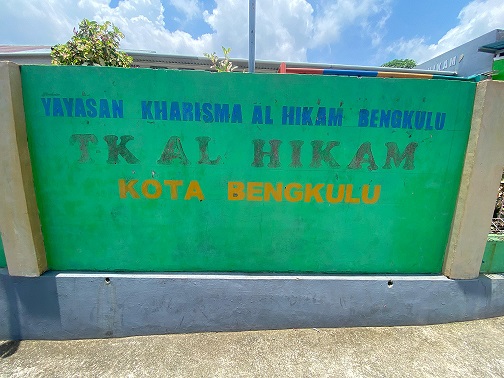 YAYASAN KHARISMA AL HIKAM BENGKULU
TK AL HIKAM
KOTA BENGKULU